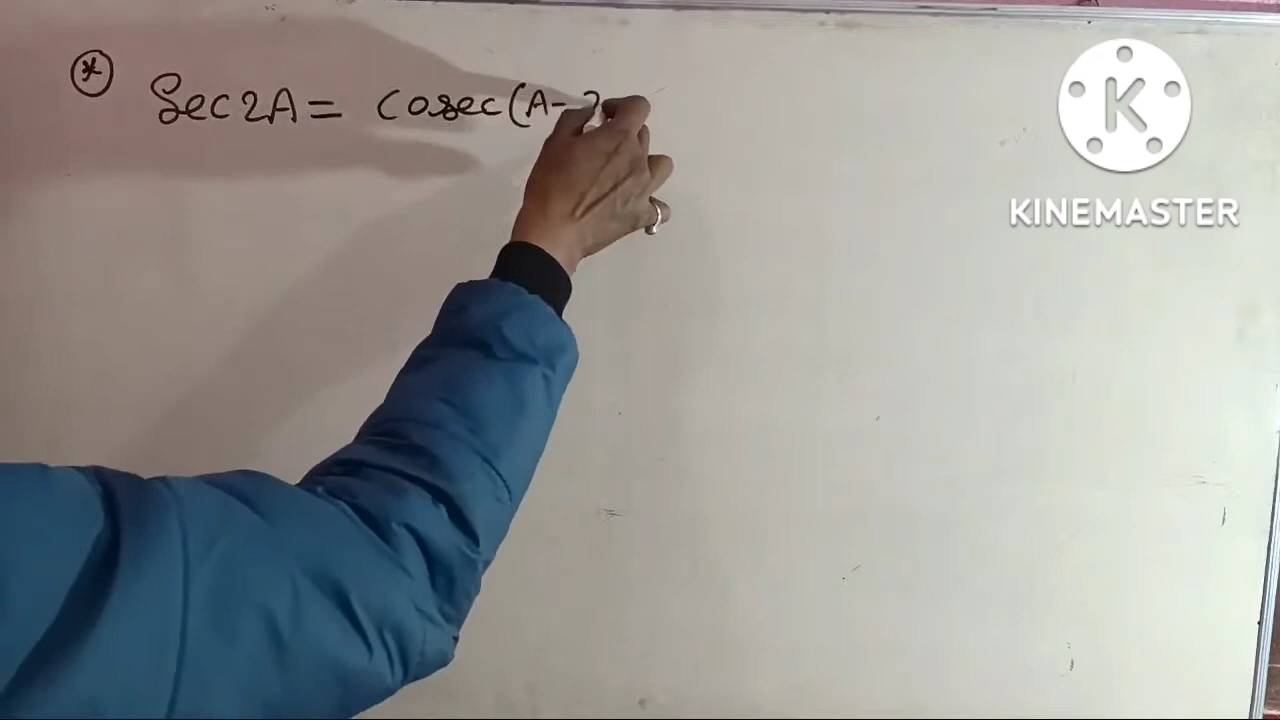 * Sec2A = Cosec(A-
K
KINEMASTER